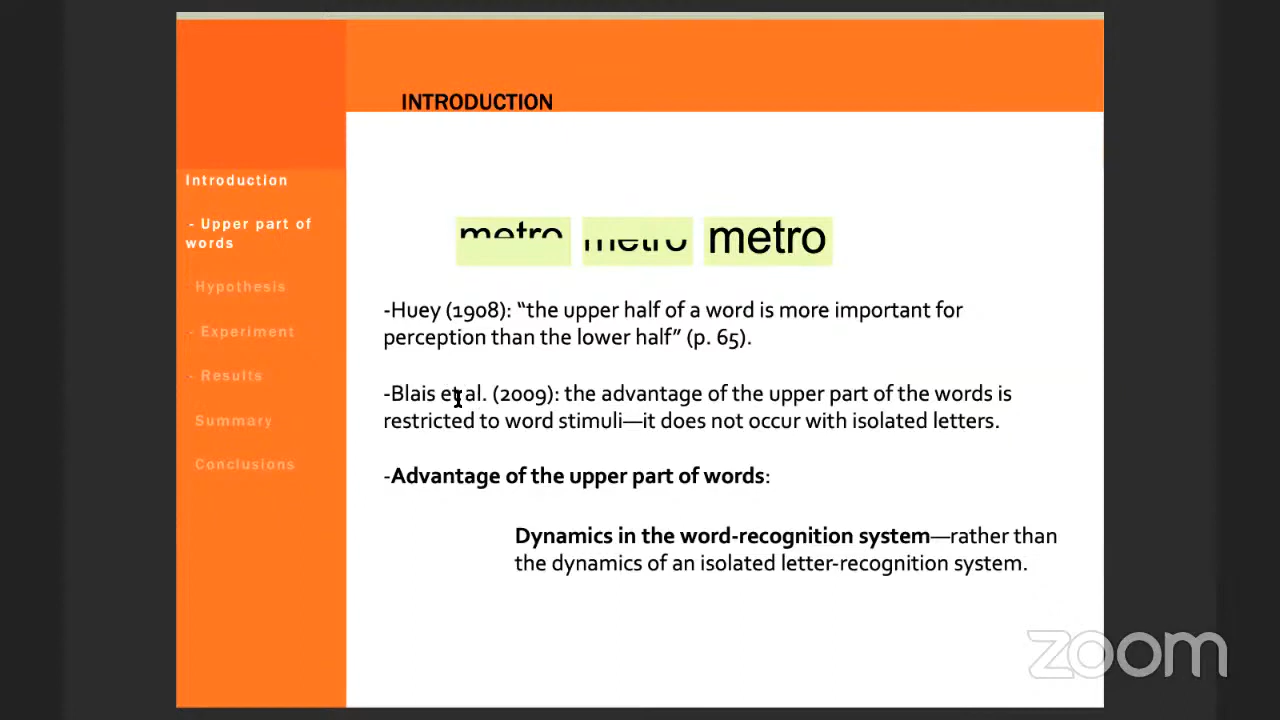 INTRODUCTION
Introduction
- Upper part of
words
Hypothesis
- Experiment
- Results
Summary
Conclusions
metro metro metro
-Huey (1908): “the upper half of a word is more important for
perception than the lower half” (p. 65).
-Blais et al. (2009): the advantage of the upper part of the words is
restricted to word stimuli—it does not occur with isolated letters.
-Advantage of the upper part of words:
Dynamics in the word-recognition system—rather than
the dynamics of an isolated letter-recognition system.
zoom